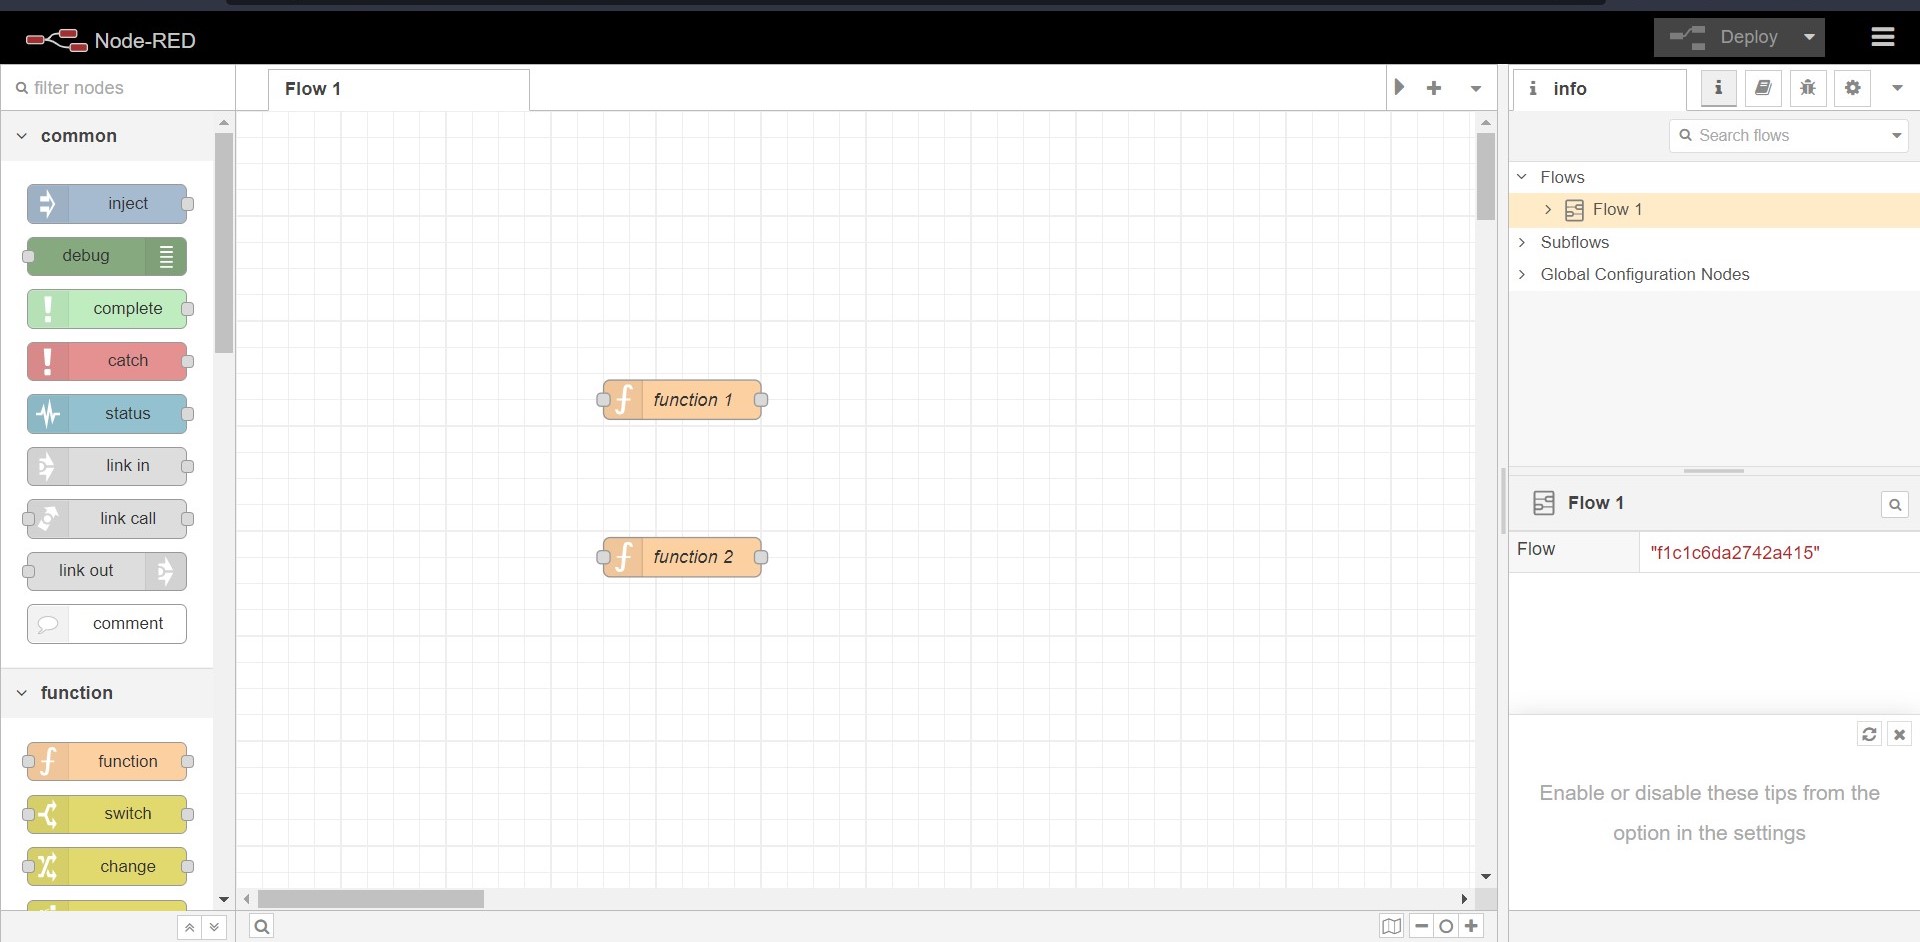 Node-RED
Deploy
filter nodes
Flow 1
info
Search flows
common
inject
debug
complete
catch
status
link in
link call
link out
comment
function
function
switch
change
function 1
function 2
Flows
Flow 1
Subflows
Global Configuration Nodes
Flow 1
Flow "f1c1c6da2742a415"
Enable or disable these tips from the
option in the settings